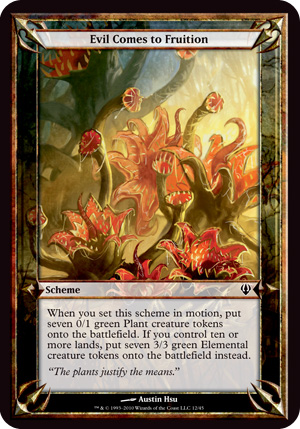 Evil Comes to Fruition
Scheme
When you set this scheme in motion, put
seven 0/1 green Plant creature tokens
onto the battlefield. If you control ten or
more lands, put seven 3/3 green Elemental
creature tokens onto the battlefield instead.
"The plants justify the means."
Austin Hsu
™ & © 1993–2010 Wizards of the Coast LLC 12/45